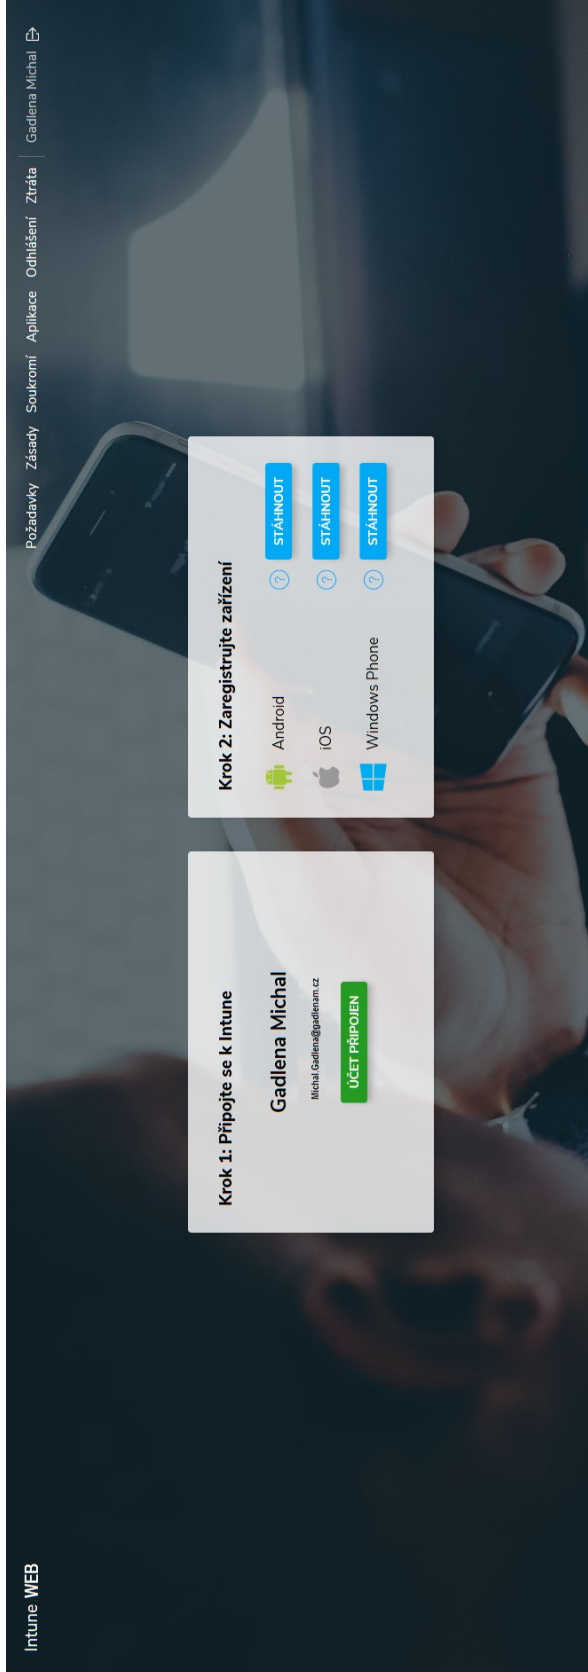 Intune WEB
Požadavky Zásady Soukromí Aplikace Odhlášení Ztráta Gadlena Michal
Krok 1: Připojte se k Intune
Gadlena Michal
Michal.Gadlena@gadlenam.cz
ÚČET PŘIPOJEN
Krok 2: Zaregistrujte zařízení
Android ? STÁHNOUT
iOS ? STÁHNOUT
Windows Phone ? STÁHNOUT